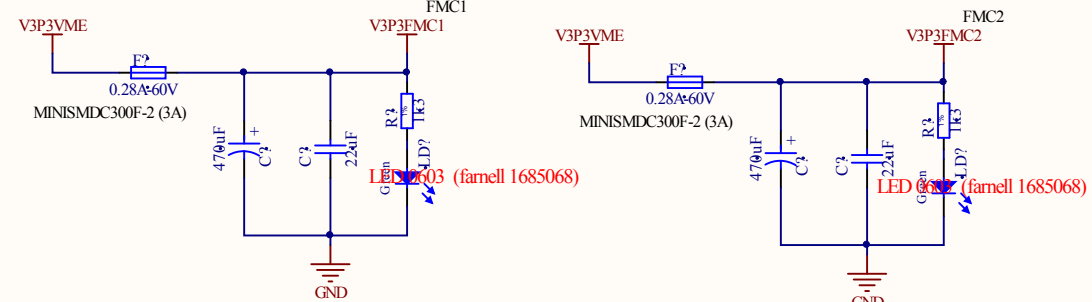 FMC1
V3P3VME
V3P3FMC1
F?
0.28A-60V
MINISMDC300F-2 (3A)
R?
1%
1k3
470uF
+
C?
C?
22uF
LD?
Green
LED 0603 (farnell 1685068)
GND
FMC2
V3P3VME
V3P3FMC2
F?
0.28A-60V
MINISMDC300F-2 (3A)
R?
1%
1k3
470uF
+
C?
C?
22uF
LD?
Green
LED 0603 (farnell 1685068)
GND